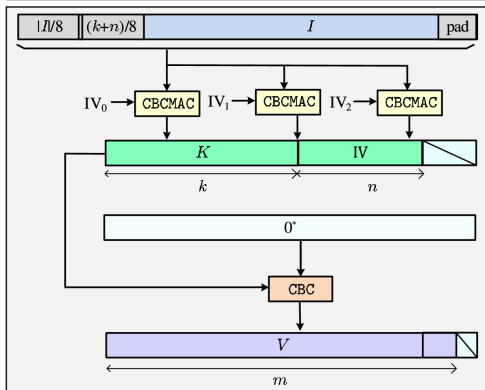 |I|/8 (k+n)/8 I pad
IV₀ CBCMAC IV₁ CBCMAC IV₂ CBCMAC
K IV
k n
0*
CBC
V
m